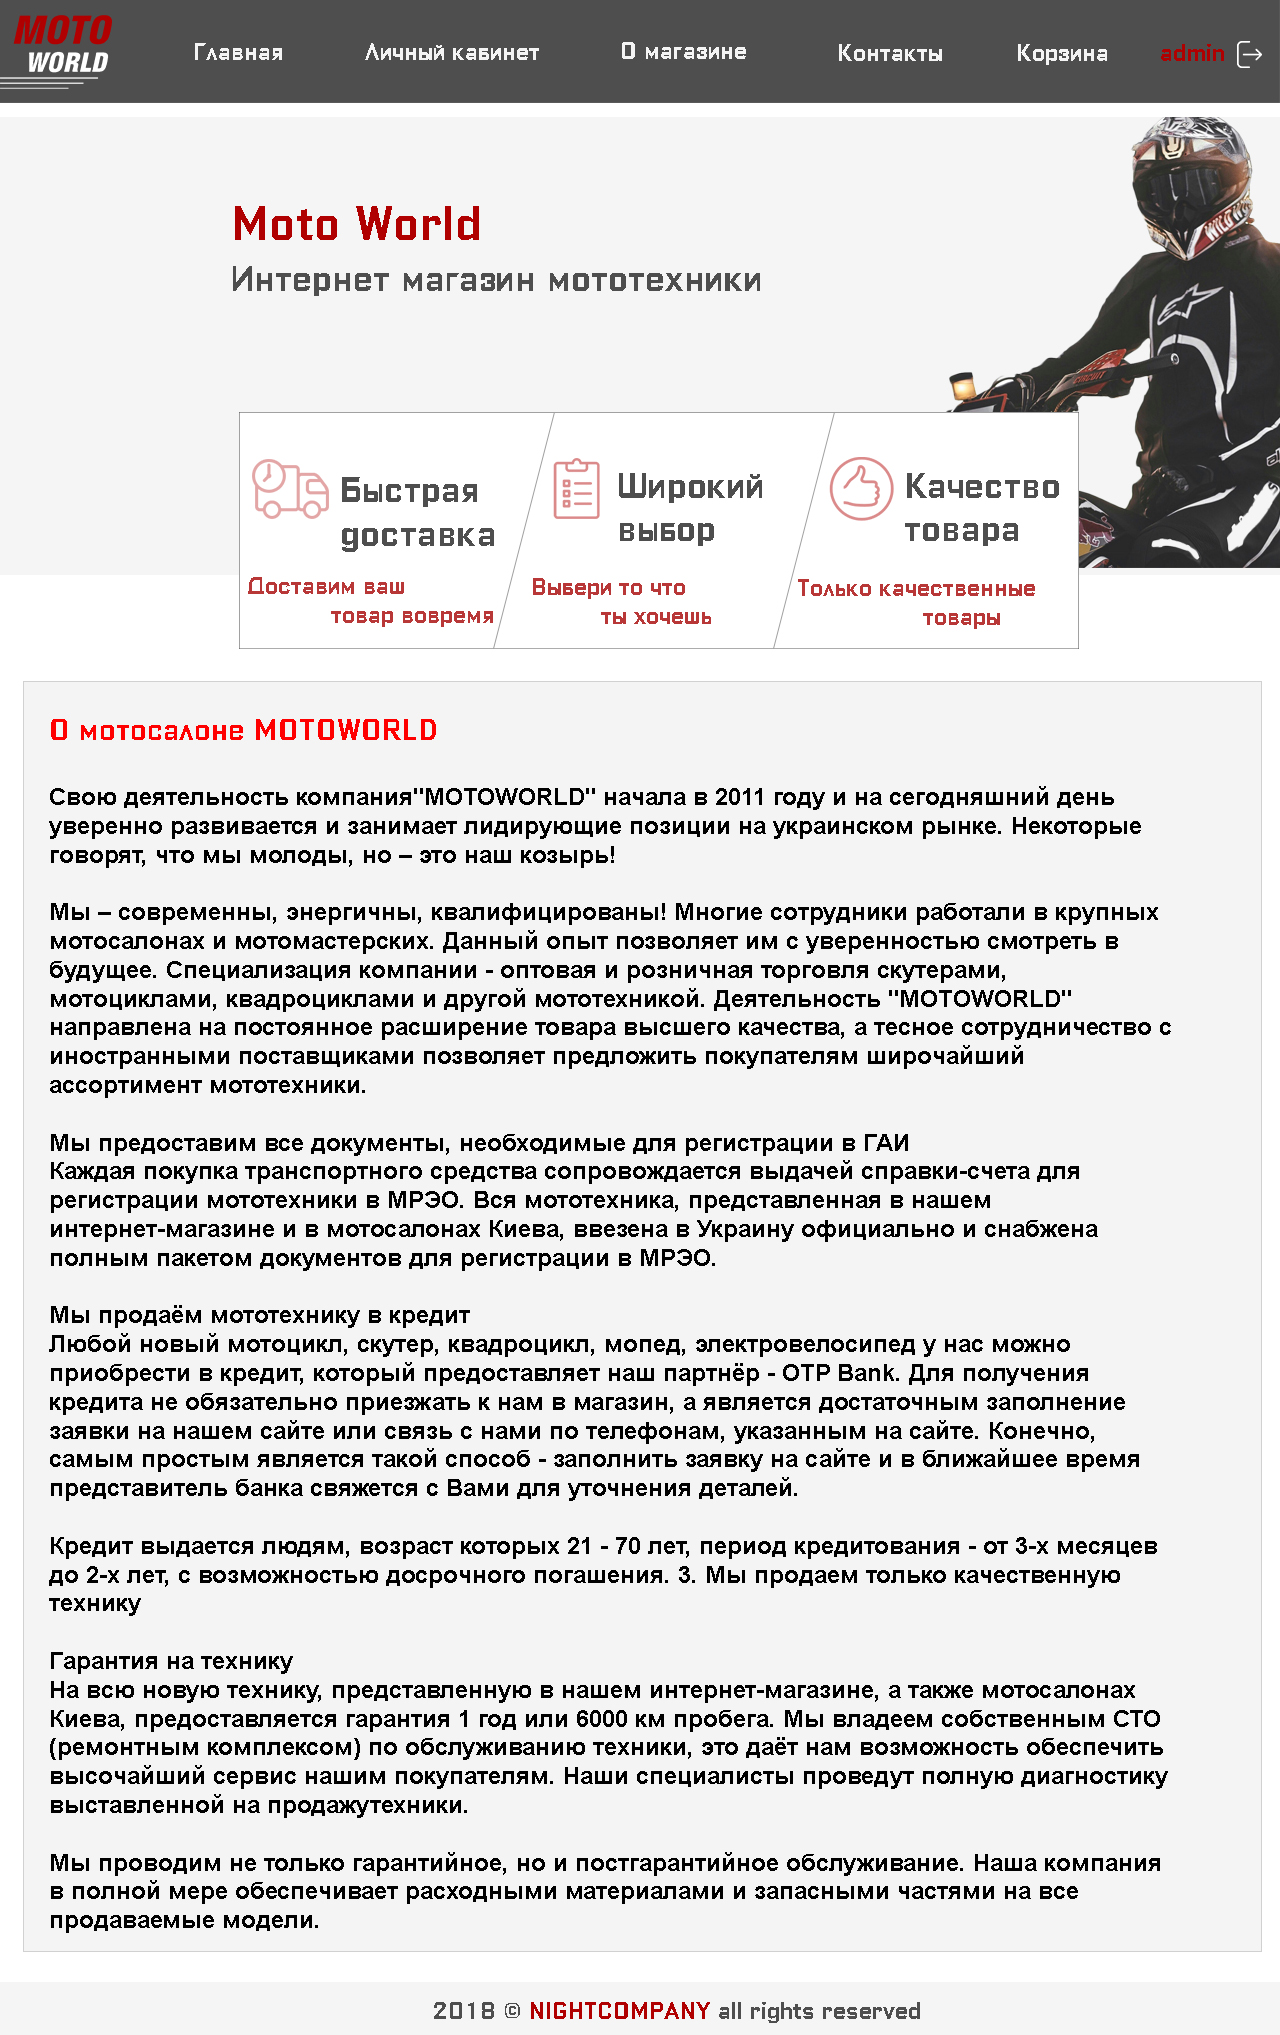 MOTO
WORLD
Главная
Личный кабинет
О магазине
Контакты
Корзина
admin
Moto World
Интернет магазин мототехники
WILD W
CIRCUIT
Быстрая
доставка
Доставим ваш
товар вовремя
Широкий
выбор
Выбери то что
ты хочешь
Качество
товара
Только качественные
товары
О мотосалоне MOTOWORLD
Свою деятельность компания"MOTOWORLD" начала в 2011 году и на сегодняшний день
уверенно развивается и занимает лидирующие позиции на украинском рынке. Некоторые
говорят, что мы молоды, но – это наш козырь!
Мы – современны, энергичны, квалифицированы! Многие сотрудники работали в крупных
мотосалонах и мотомастерских. Данный опыт позволяет им с уверенностью смотреть в
будущее. Специализация компании - оптовая и розничная торговля скутерами,
мотоциклами, квадроциклами и другой мототехникой. Деятельность "MOTOWORLD"
направлена на постоянное расширение товара высшего качества, а тесное сотрудничество с
иностранными поставщиками позволяет предложить покупателям широчайший
ассортимент мототехники.
Мы предоставим все документы, необходимые для регистрации в ГАИ
Каждая покупка транспортного средства сопровождается выдачей справки-счета для
регистрации мототехники в МРЭО. Вся мототехника, представленная в нашем
интернет-магазине и в мотосалонах Киева, ввезена в Украину официально и снабжена
полным пакетом документов для регистрации в МРЭО.
Мы продаём мототехнику в кредит
Любой новый мотоцикл, скутер, квадроцикл, мопед, электровелосипед у нас можно
приобрести в кредит, который предоставляет наш партнёр - OTP Bank. Для получения
кредита не обязательно приезжать к нам в магазин, а является достаточным заполнение
заявки на нашем сайте или связь с нами по телефонам, указанным на сайте. Конечно,
самым простым является такой способ - заполнить заявку на сайте и в ближайшее время
представитель банка свяжется с Вами для уточнения деталей.
Кредит выдается людям, возраст которых 21 - 70 лет, период кредитования - от 3-х месяцев
до 2-х лет, с возможностью досрочного погашения. 3. Мы продаем только качественную
технику
Гарантия на технику
На всю новую технику, представленную в нашем интернет-магазине, а также мотосалонах
Киева, предоставляется гарантия 1 год или 6000 км пробега. Мы владеем собственным СТО
(ремонтным комплексом) по обслуживанию техники, это даёт нам возможность обеспечить
высочайший сервис нашим покупателям. Наши специалисты проведут полную диагностику
выставленной на продажутехники.
Мы проводим не только гарантийное, но и постгарантийное обслуживание. Наша компания
в полной мере обеспечивает расходными материалами и запасными частями на все
продаваемые модели.
2018 © NIGHTCOMPANY all rights reserved